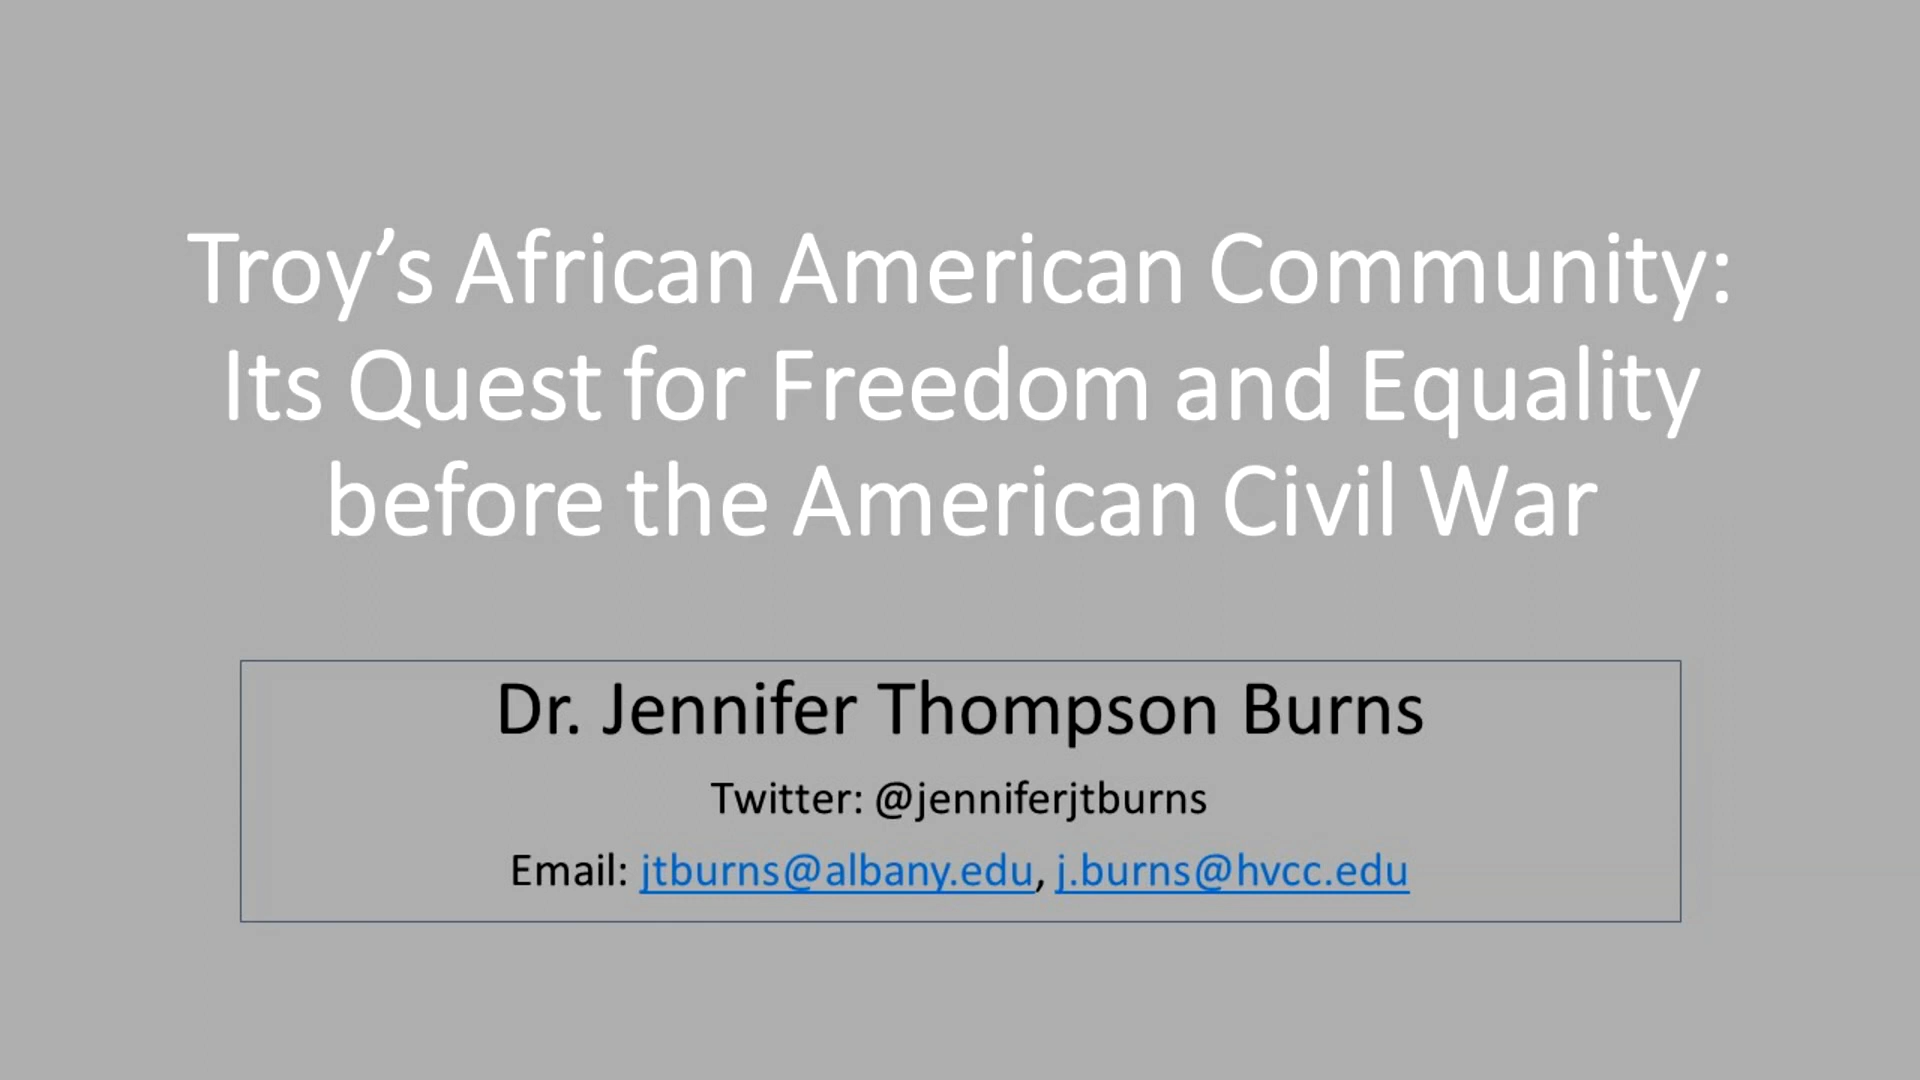 Troy’s African American Community:
Its Quest for Freedom and Equality
before the American Civil War
Dr. Jennifer Thompson Burns
Twitter: @jenniferjtburns
Email: jtburns@albany.edu, j.burns@hvcc.edu